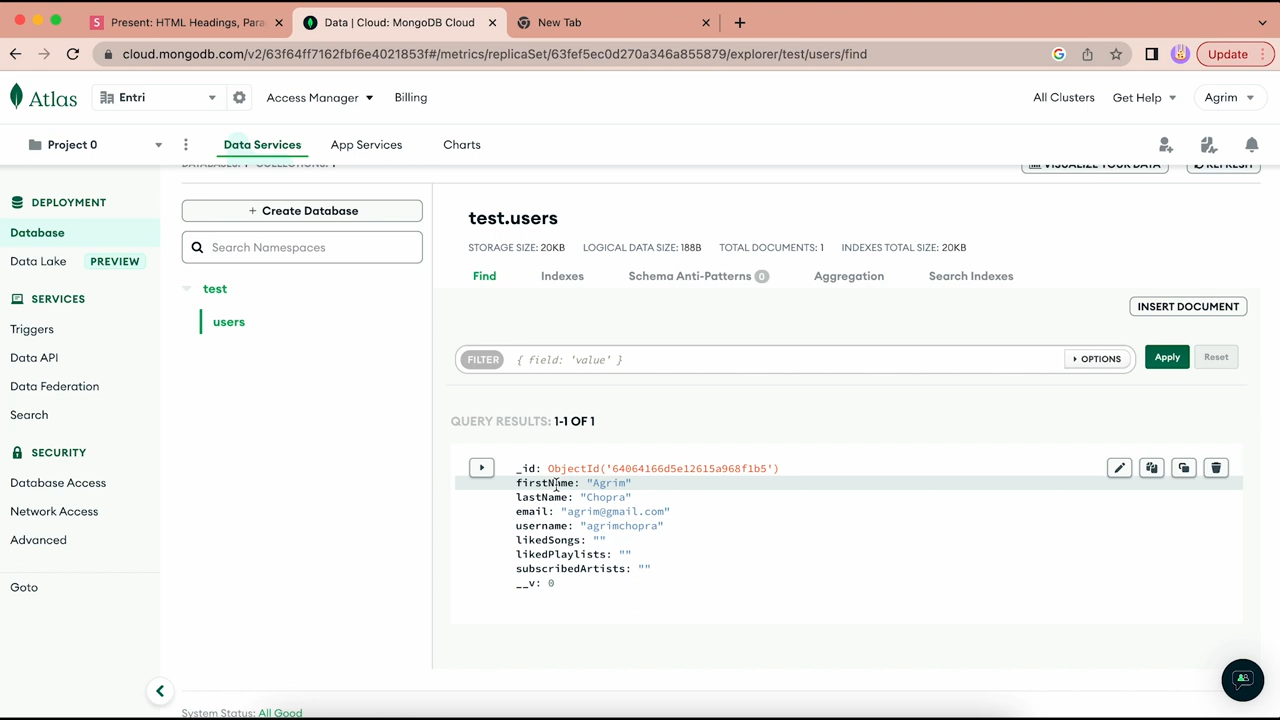 Present: HTML Headings, Para
Data | Cloud: MongoDB Cloud
New Tab
cloud.mongodb.com/v2/63f64ff7162fbf6e4021853f#/metrics/replicaSet/63fef5ec0d270a346a855879/explorer/test/users/find
Update
Atlas
Entri
Access Manager
Billing
All Clusters
Get Help
Agrim
Project 0
Data Services
App Services
Charts
DATABASES: 1 COLLECTIONS: 1
VISUALIZE YOUR DATA
REFRESH
DEPLOYMENT
Database
Data Lake
PREVIEW
SERVICES
Triggers
Data API
Data Federation
Search
SECURITY
Database Access
Network Access
Advanced
Goto
+ Create Database
Search Namespaces
test
users
test.users
STORAGE SIZE: 20KB LOGICAL DATA SIZE: 188B TOTAL DOCUMENTS: 1 INDEXES TOTAL SIZE: 20KB
Find
Indexes
Schema Anti-Patterns 0
Aggregation
Search Indexes
INSERT DOCUMENT
FILTER { field: 'value' }
OPTIONS
Apply
Reset
QUERY RESULTS: 1-1 OF 1
_id: ObjectId('64064166d5e12615a968f1b5')
firstName: "Agrim"
lastName: "Chopra"
email: "agrim@gmail.com"
username: "agrimchopra"
likedSongs: ""
likedPlaylists: ""
subscribedArtists: ""
__v: 0
System Status: All Good